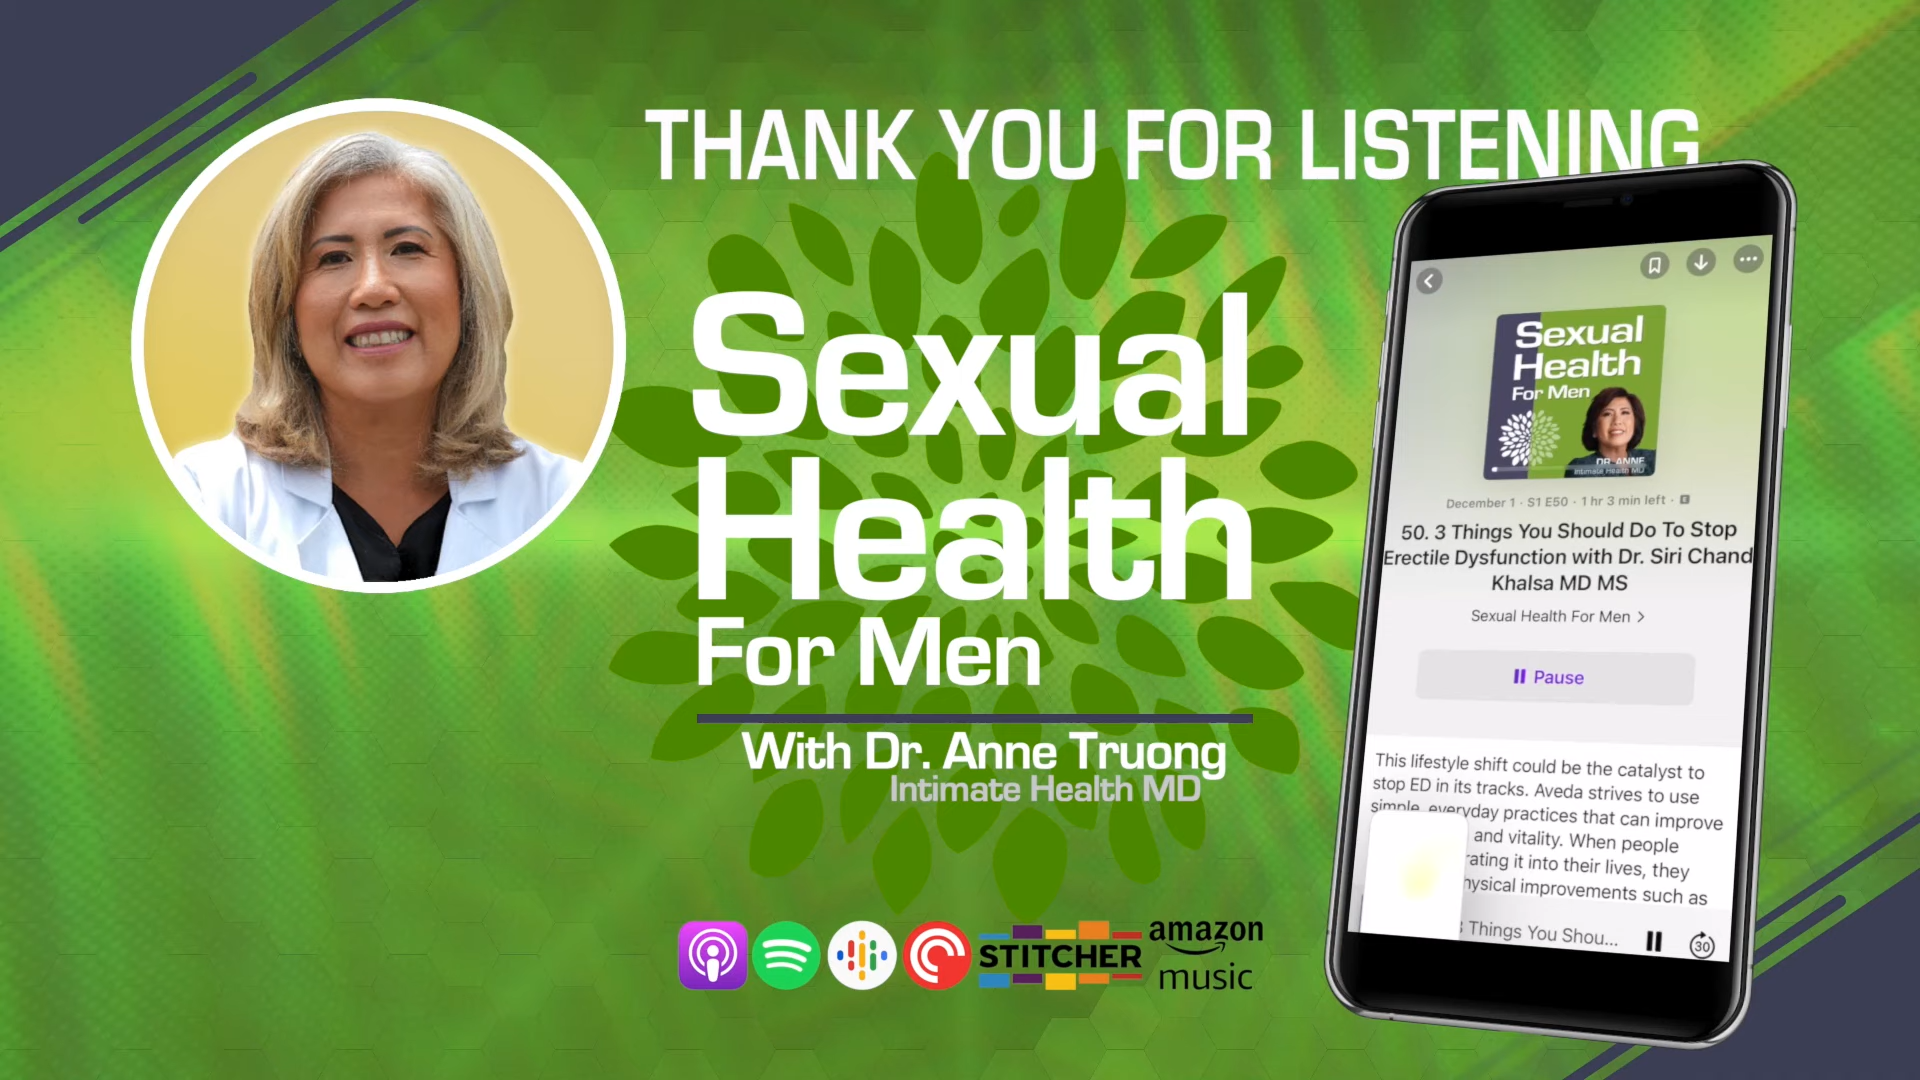 THANK YOU FOR LISTENING
Sexual
Health
For Men
With Dr. Anne Truong
Intimate Health MD
STITCHER
amazon
music
Sexual
Health
For Men
DR. ANNE
Intimate Health MD
December 1 · S1 E50 · 1 hr 3 min left · E
50. 3 Things You Should Do To Stop
Erectile Dysfunction with Dr. Siri Chand
Khalsa MD MS
Sexual Health For Men >
Pause
This lifestyle shift could be the catalyst to
stop ED in its tracks. Aveda strives to use
simple, everyday practices that can improve
and vitality. When people
rating it into their lives, they
hysical improvements such as
3 Things You Shou...
30